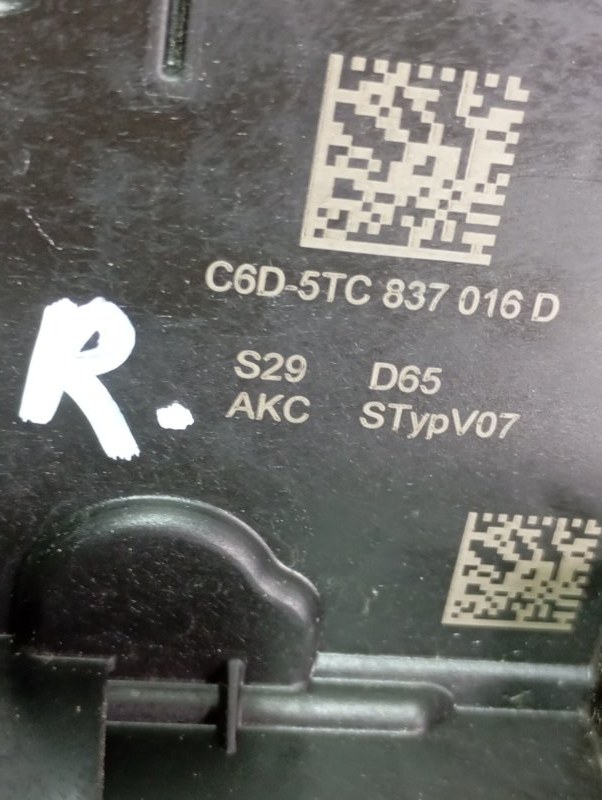 C6D-5TC 837 016 D
S29 D65
AKC STypV07
R.